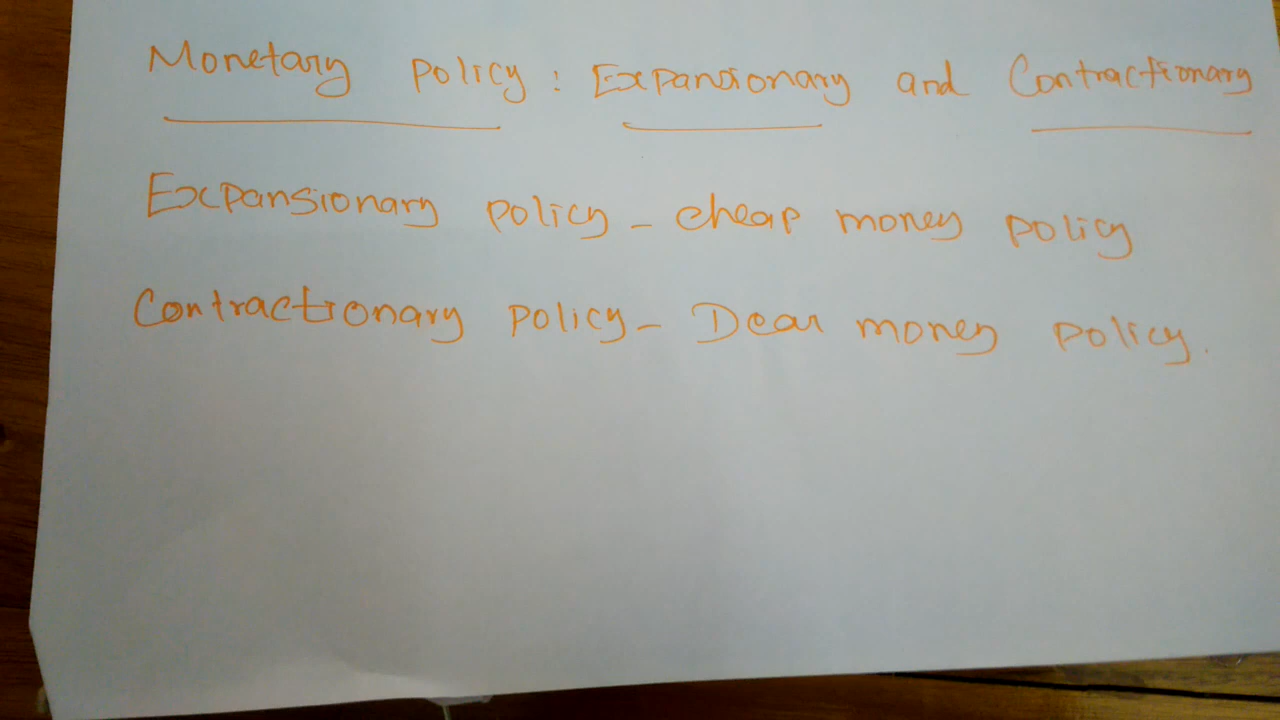 Monetary policy : Expansionary and Contractionary
Expansionary policy - cheap money policy
Contractionary policy - Dear money policy.